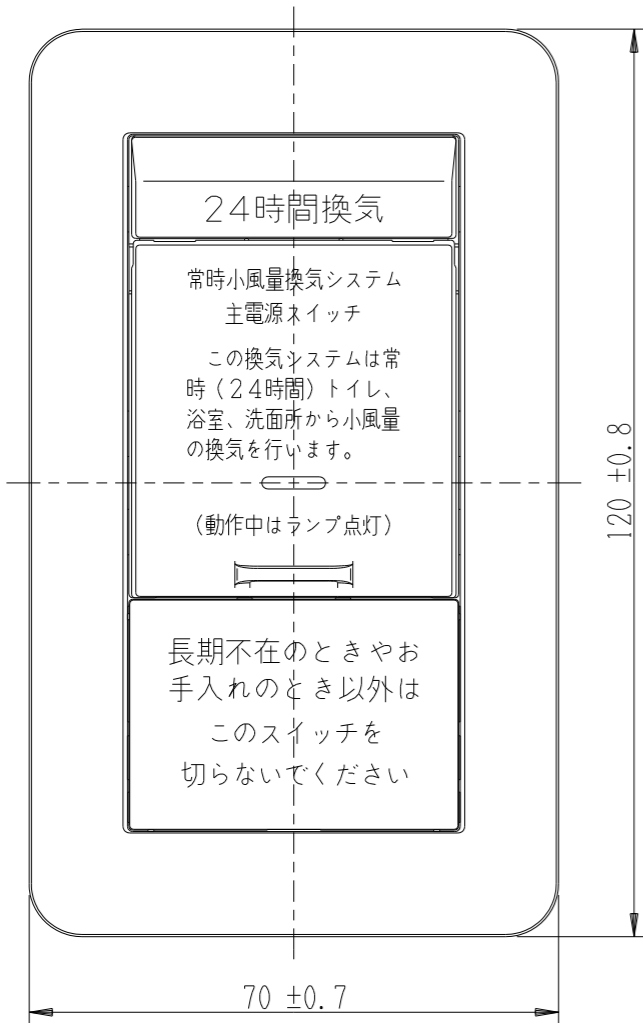 24時間換気
常時小風量換気システム
主電源スイッチ
この換気システムは常
時（24時間）トイレ、
浴室、洗面所から小風量
の換気を行います。
（動作中はランプ点灯）
長期不在のときやお
手入れのとき以外は
このスイッチを
切らないでください
120 ±0.8
70 ±0.7